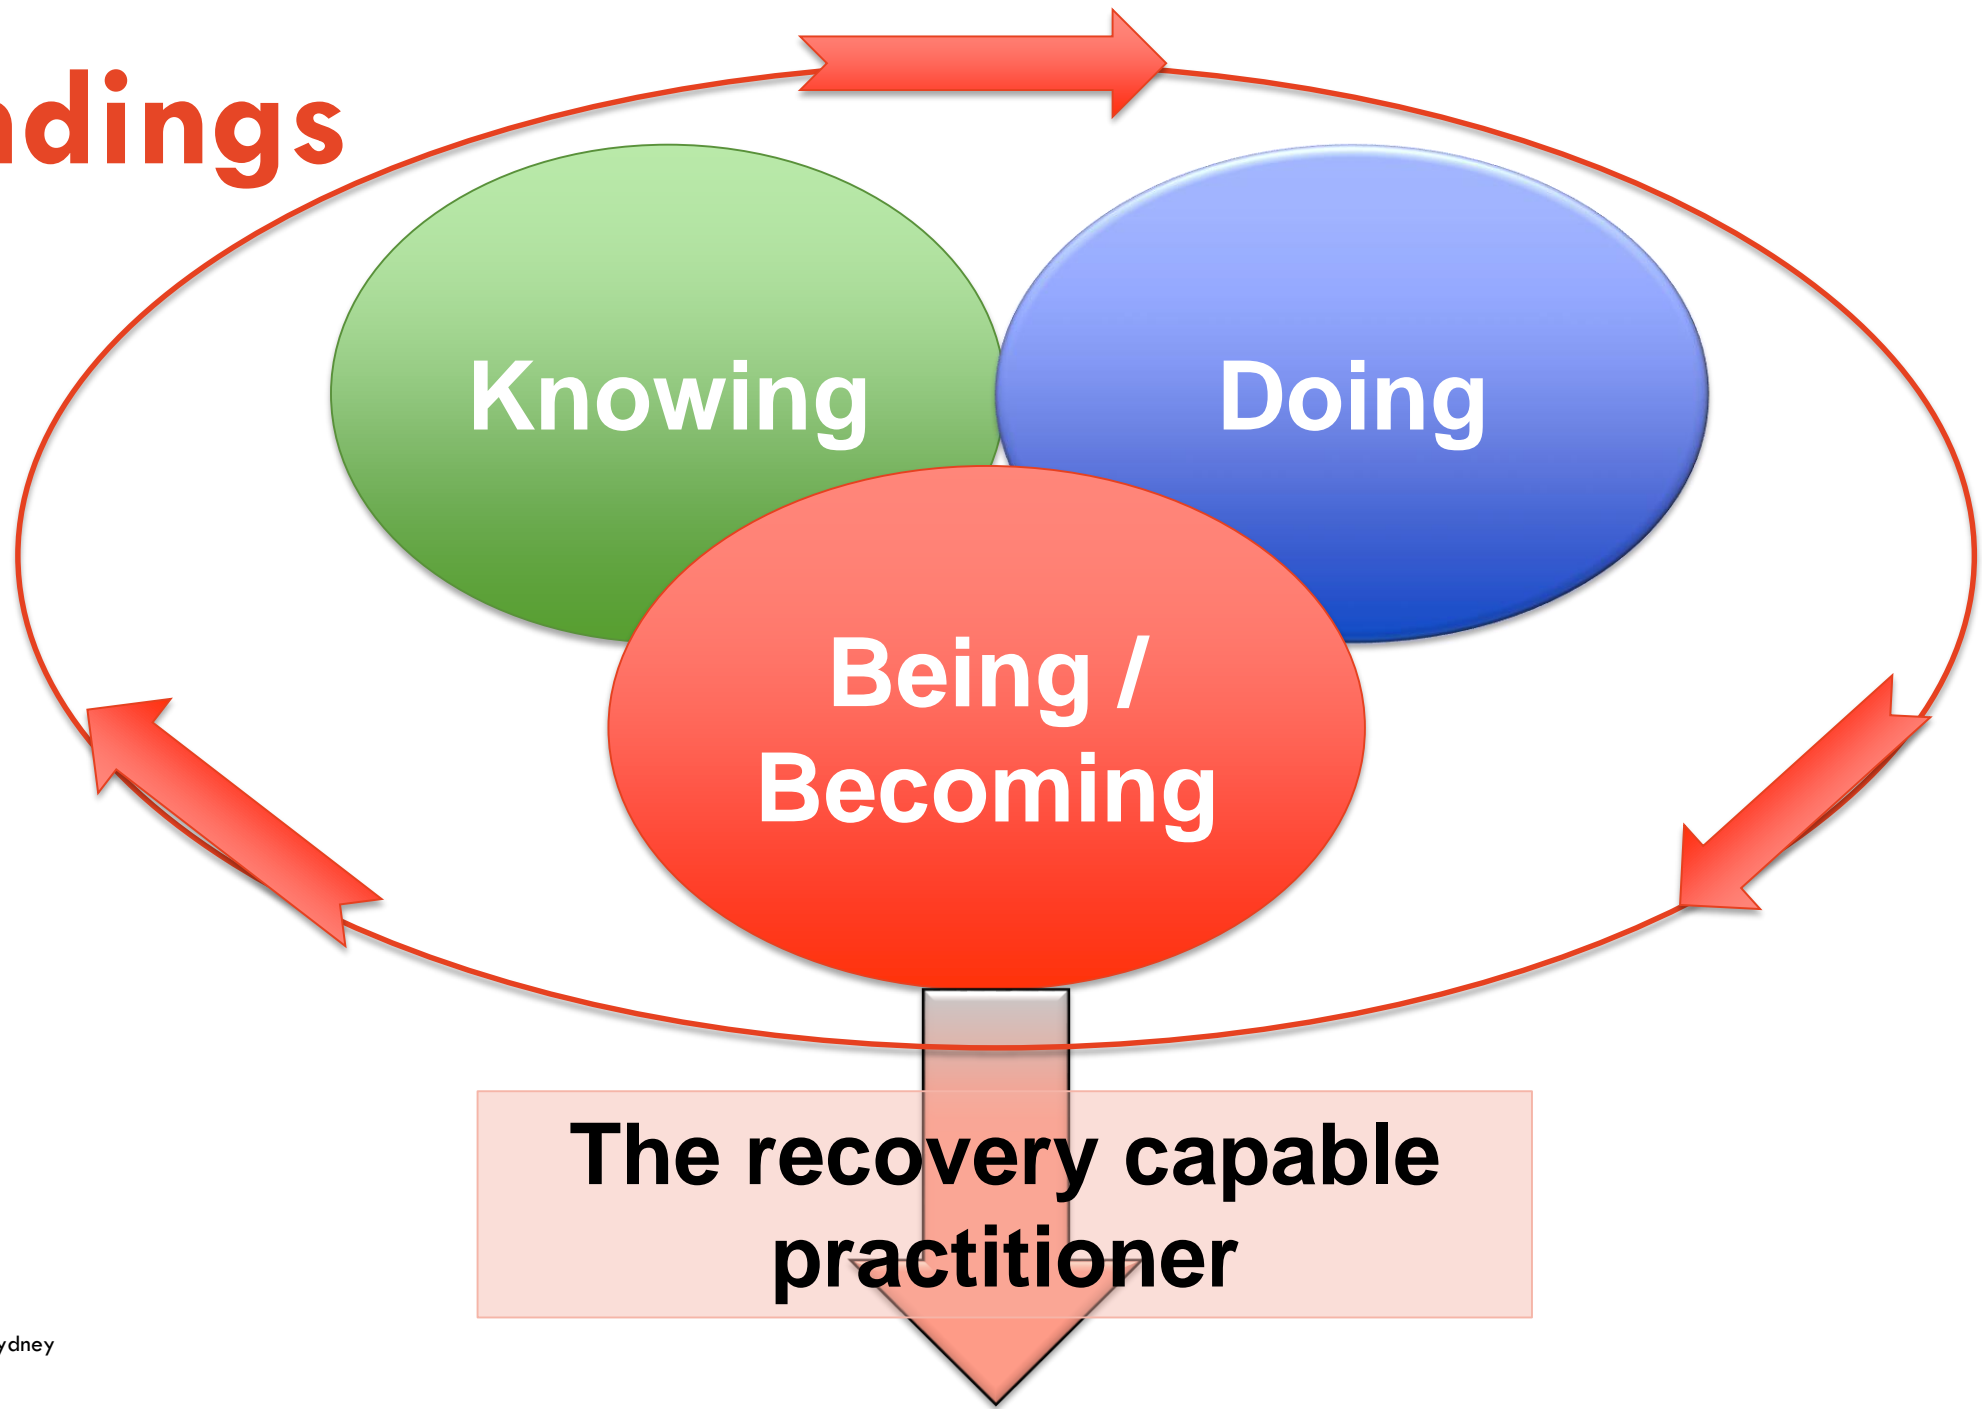 ndings
Knowing
Doing
Being /
Becoming
The recovery capable
practitioner
ydney